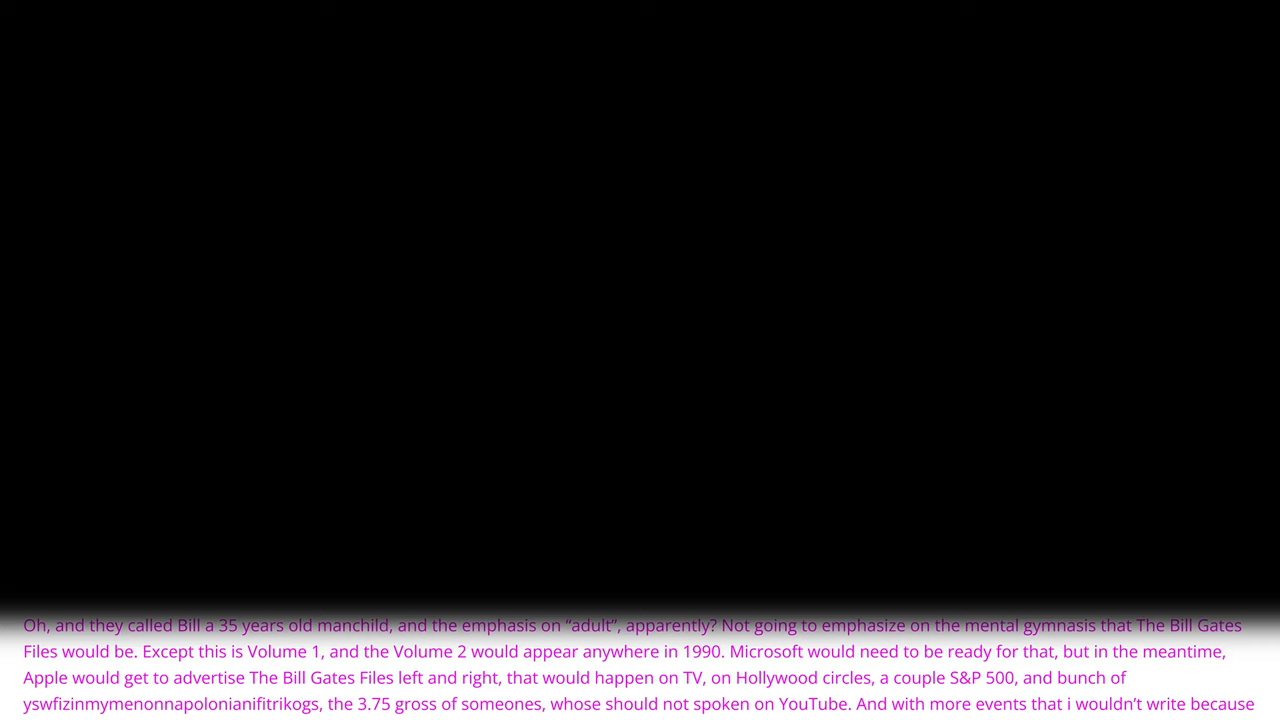 Oh, and they called Bill a 35 years old manchild, and the emphasis on “adult”, apparently? Not going to emphasize on the mental gymnasis that The Bill Gates
Files would be. Except this is Volume 1, and the Volume 2 would appear anywhere in 1990. Microsoft would need to be ready for that, but in the meantime,
Apple would get to advertise The Bill Gates Files left and right, that would happen on TV, on Hollywood circles, a couple S&P 500, and bunch of
yswfizinmymenonnapolonianifitrikogs, the 3.75 gross of someones, whose should not spoken on YouTube. And with more events that i wouldn’t write because